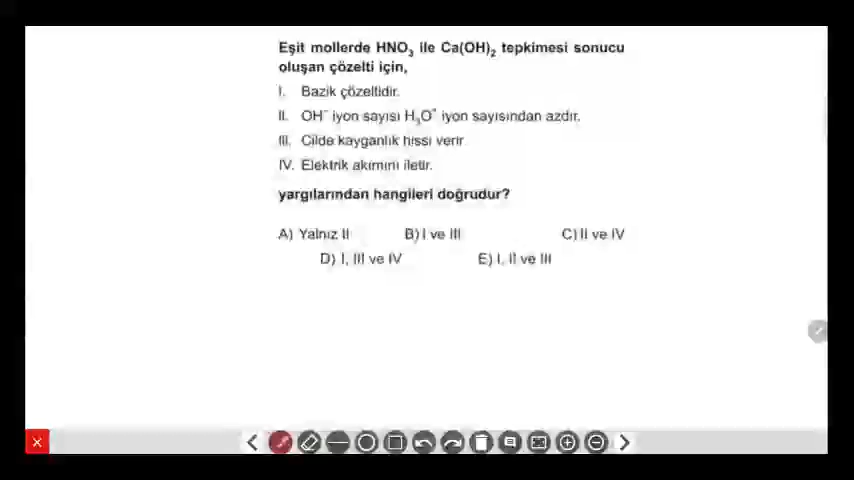 Eşit mollerde HNO₃ ile Ca(OH)₂ tepkimesi sonucu
oluşan çözelti için,
I. Bazik çözeltidir.
II. OH⁻ iyon sayısı H₃O⁺ iyon sayısından azdır.
III. Cilde kayganlık hissi verir
IV. Elektrik akımını iletir.
yargılarından hangileri doğrudur?
A) Yalnız II B) I ve III C) II ve IV
D) I, III ve IV E) I, II ve III